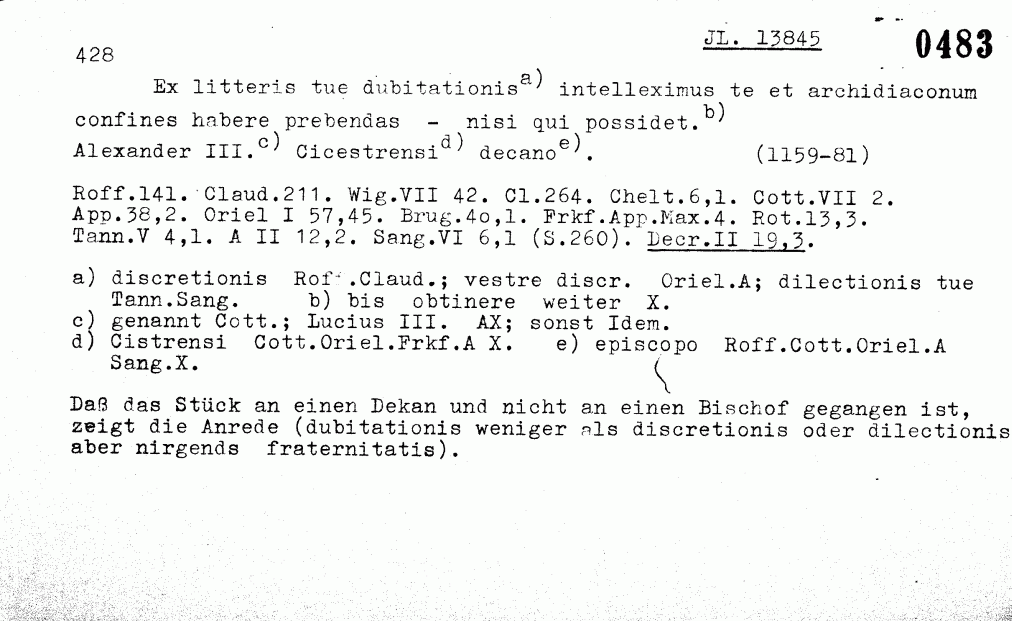 JL. 13845 0483
428
Ex litteris tue dubitationis a) intelleximus te et archidiaconum
confines habere prebendas - nisi qui possidet. b)
Alexander III. c) Cicestrensi d) decano e). (1159-81)
Roff.141. Claud.211. Wig.VII 42. Cl.264. Chelt.6,1. Cott.VII 2.
App.38,2. Oriel I 57,45. Brug.4o,1. Frkf.App.Max.4. Rot.13,3.
Tann.V 4,1. A II 12,2. Sang.VI 6,1 (S.260). Decr.II 19,3.
a) discretionis Roff.Claud.; vestre discr. Oriel.A; dilectionis tue
Tann.Sang. b) bis obtinere weiter X.
c) genannt Cott.; Lucius III. AX; sonst Idem.
d) Cistrensi Cott.Oriel.Frkf.A X. e) episcopo Roff.Cott.Oriel.A
Sang.X.
Daß das Stück an einen Dekan und nicht an einen Bischof gegangen ist,
zeigt die Anrede (dubitationis weniger als discretionis oder dilectionis
aber nirgends fraternitatis).